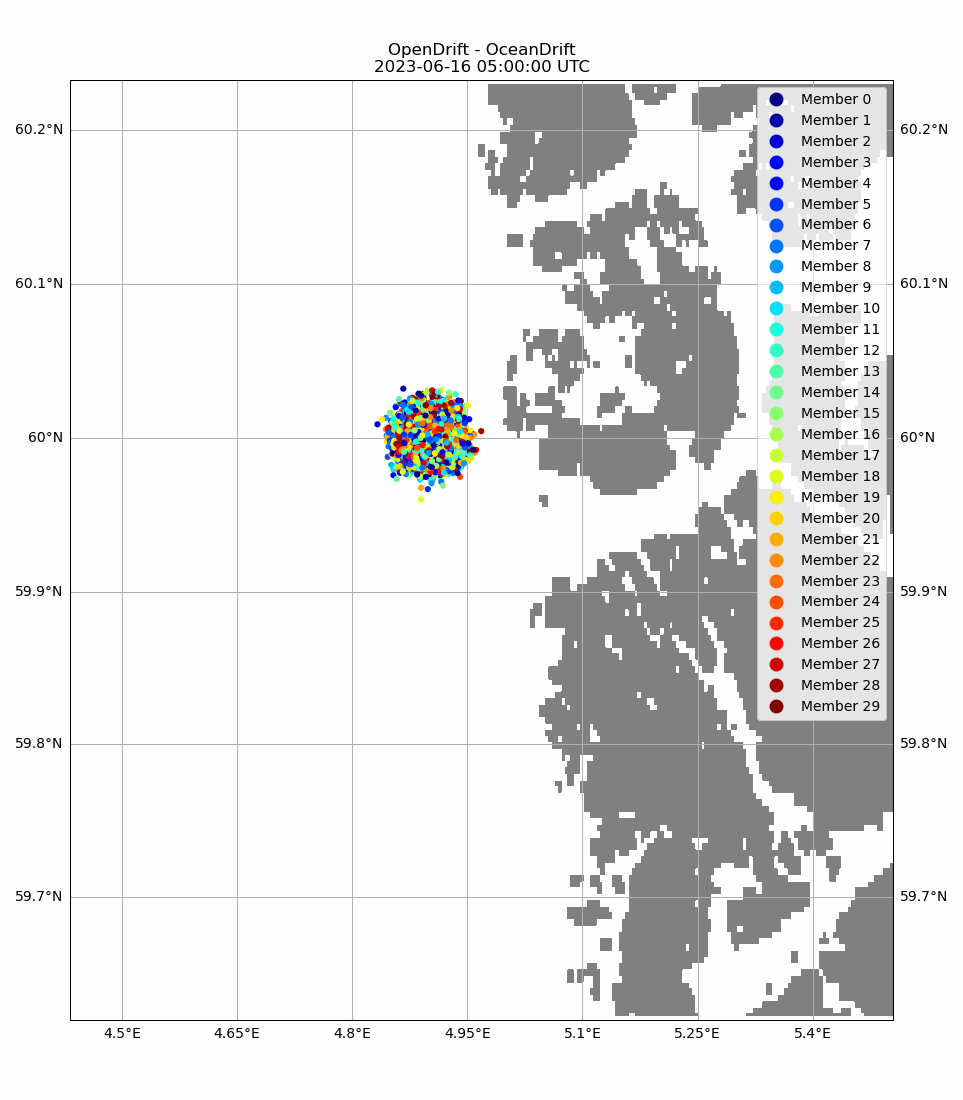 OpenDrift - OceanDrift
2023-06-16 05:00:00 UTC
Member 0
Member 1
Member 2
Member 3
Member 4
Member 5
Member 6
Member 7
Member 8
Member 9
Member 10
Member 11
Member 12
Member 13
Member 14
Member 15
Member 16
Member 17
Member 18
Member 19
Member 20
Member 21
Member 22
Member 23
Member 24
Member 25
Member 26
Member 27
Member 28
Member 29
60.2°N 60.2°N
60.1°N 60.1°N
60°N 60°N
59.9°N 59.9°N
59.8°N 59.8°N
59.7°N 59.7°N
4.5°E 4.65°E 4.8°E 4.95°E 5.1°E 5.25°E 5.4°E